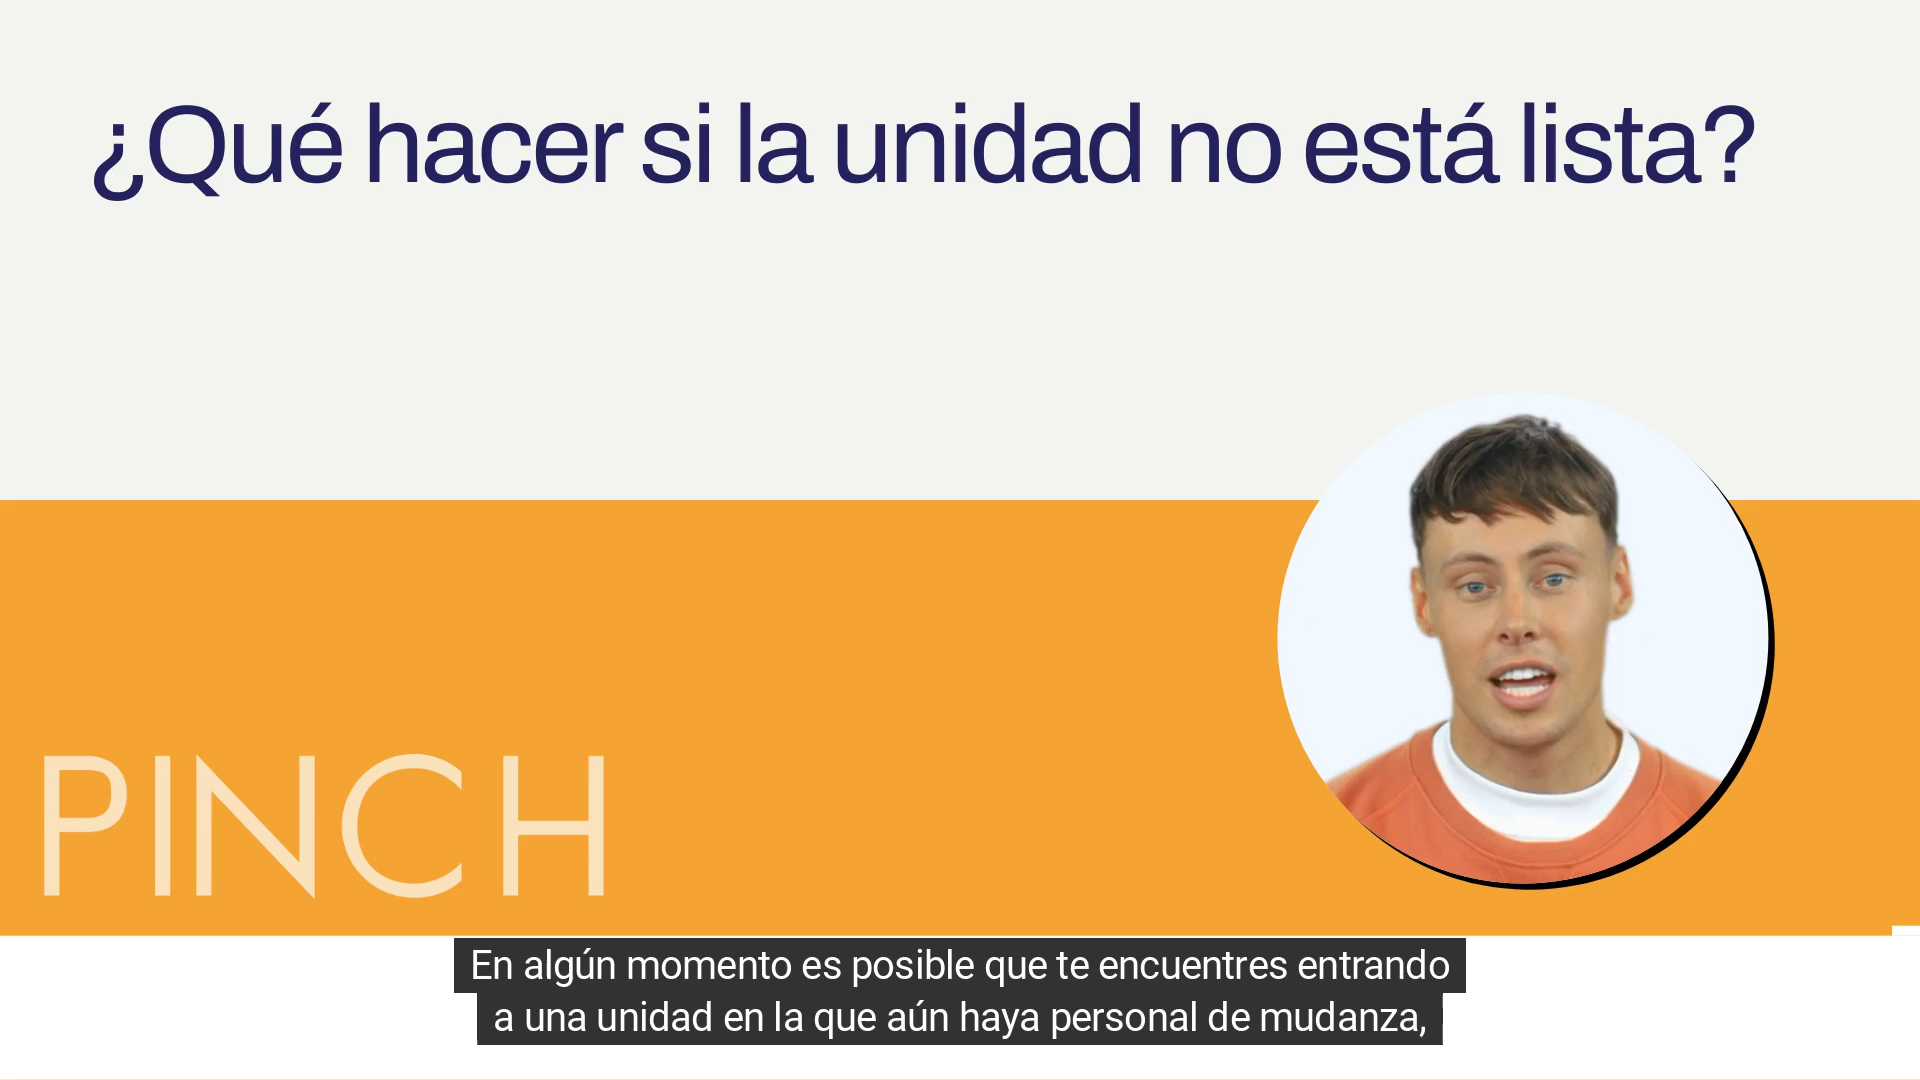 ¿Qué hacer si la unidad no está lista?
PINCH
En algún momento es posible que te encuentres entrando
a una unidad en la que aún haya personal de mudanza,